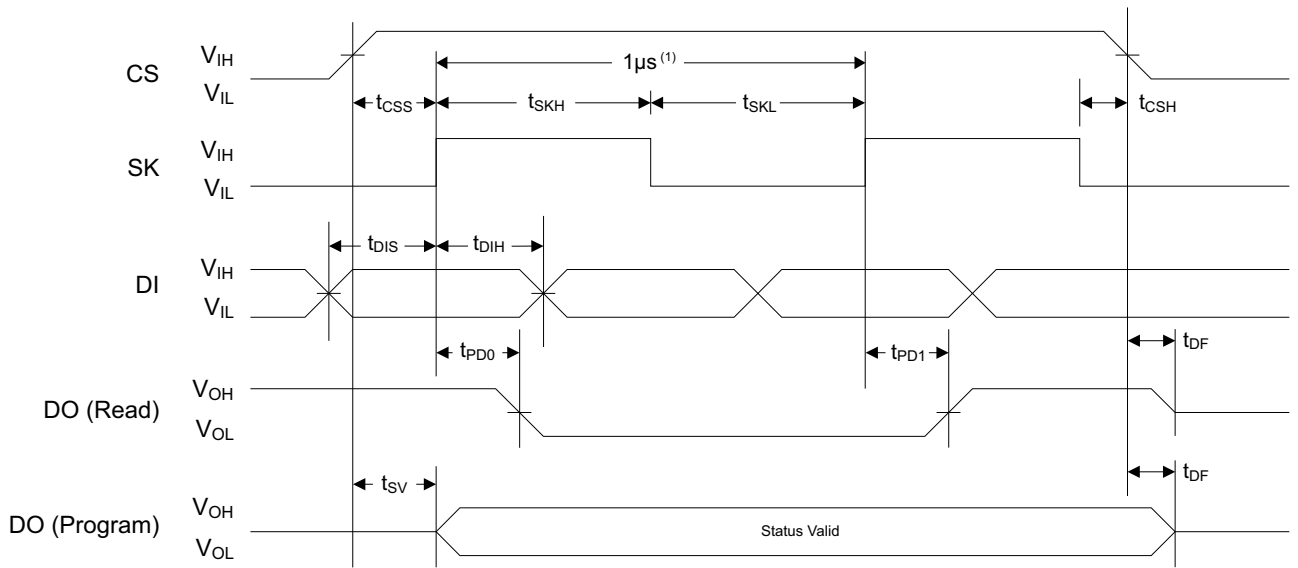 CS
V_IH
V_IL
1µs (1)
t_CSS
t_SKH
t_SKL
t_CSH
SK
V_IH
V_IL
t_DIS
t_DIH
DI
V_IH
V_IL
t_PD0
t_PD1
t_DF
DO (Read)
V_OH
V_OL
t_SV
t_DF
DO (Program)
V_OH
V_OL
Status Valid